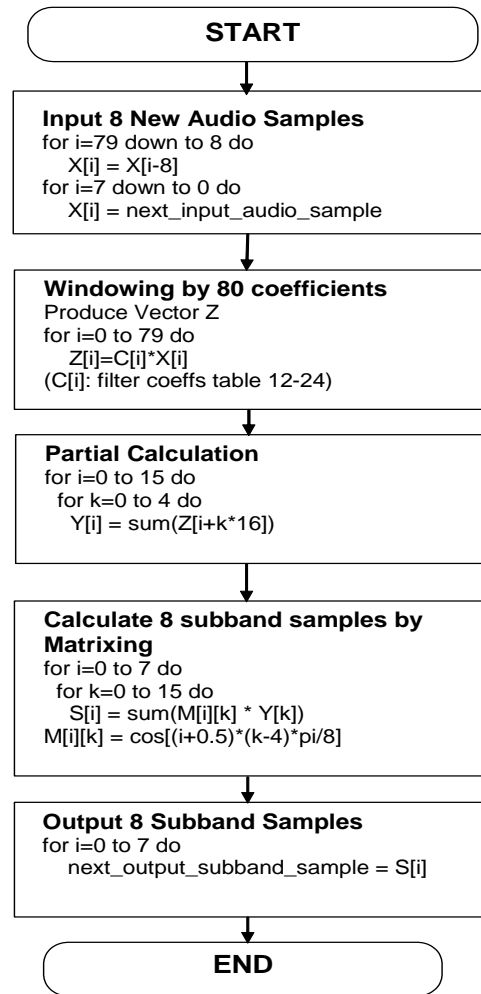 START
Input 8 New Audio Samples
for i=79 down to 8 do
X[i] = X[i-8]
for i=7 down to 0 do
X[i] = next_input_audio_sample
Windowing by 80 coefficients
Produce Vector Z
for i=0 to 79 do
Z[i]=C[i]*X[i]
(C[i]: filter coeffs table 12-24)
Partial Calculation
for i=0 to 15 do
for k=0 to 4 do
Y[i] = sum(Z[i+k*16])
Calculate 8 subband samples by
Matrixing
for i=0 to 7 do
for k=0 to 15 do
S[i] = sum(M[i][k] * Y[k])
M[i][k] = cos[(i+0.5)*(k-4)*pi/8]
Output 8 Subband Samples
for i=0 to 7 do
next_output_subband_sample = S[i]
END